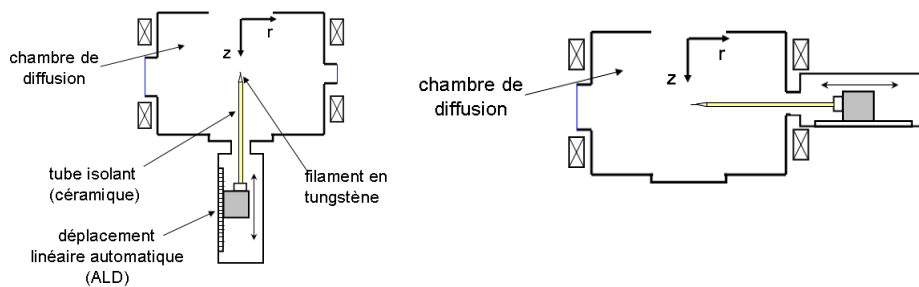 chambre de
diffusion
r
z
tube isolant
(céramique)
filament en
tungstène
déplacement
linéaire automatique
(ALD)
chambre de
diffusion
r
z